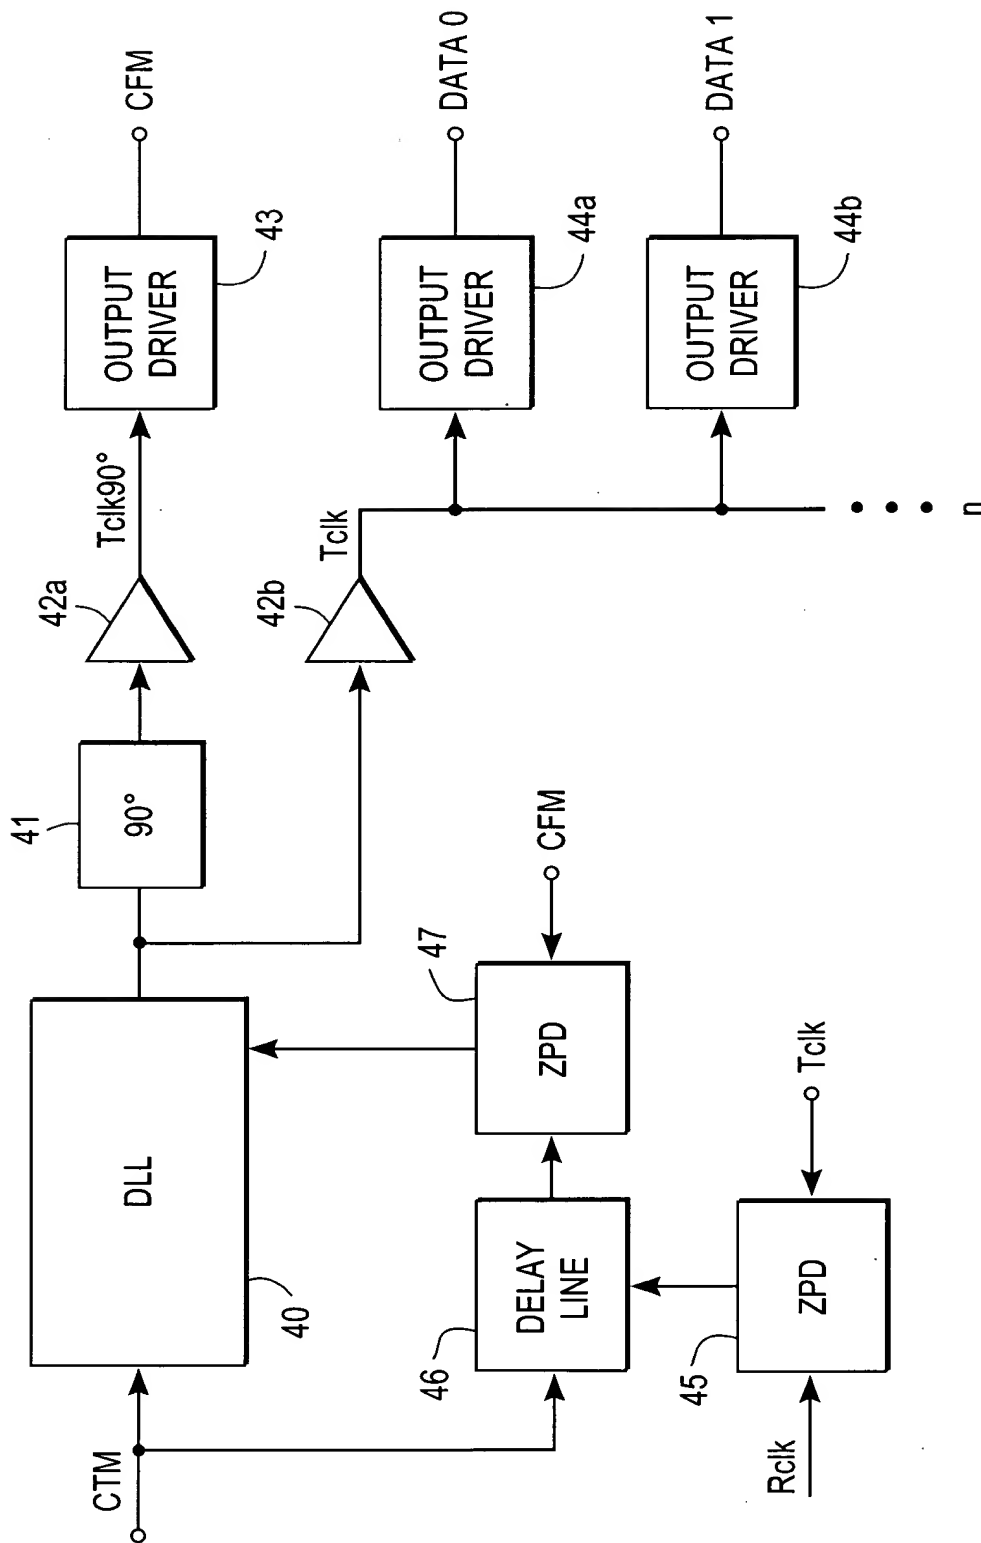 CTM
DLL
40
41
90°
42a
Tclk90°
OUTPUT
DRIVER
43
CFM
42b
Tclk
OUTPUT
DRIVER
44a
DATA 0
OUTPUT
DRIVER
44b
DATA 1
n
46
DELAY
LINE
47
ZPD
CFM
Rclk
45
ZPD
Tclk